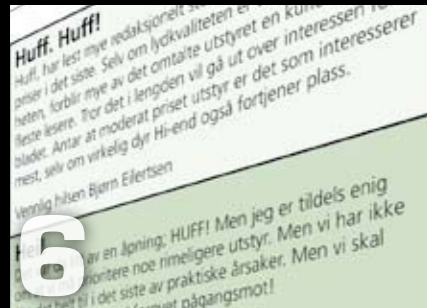 Huff. Huff!
Huff, har lest mye redaksjonelt
priser i det siste. Selv om lydkvaliteten er
heten, forblir mye av det omtalte utstyret en
fleste lesere. Tror det i lengden vil gå ut over interessen
bladet. Antar at moderat priset utstyr er det som interesserer
mest, selv om virkelig dyr Hi-end også fortjener plass.
Vennlig hilsen Bjørn Eilertsen
6
av en åpning; HUFF! Men jeg er tildels enig
noe rimeligere utstyr. Men vi har ikke
til i det siste av praktiske årsaker. Men vi skal
pågangsmot!